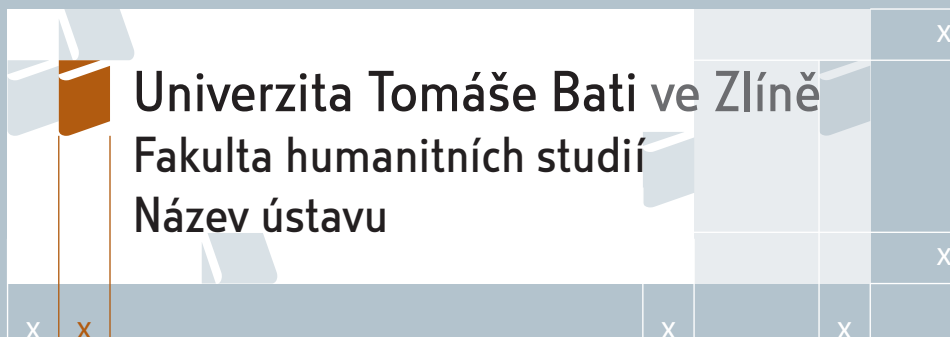 X
Univerzita Tomáše Bati ve Zlíně
Fakulta humanitních studií
Název ústavu
X
X X X X